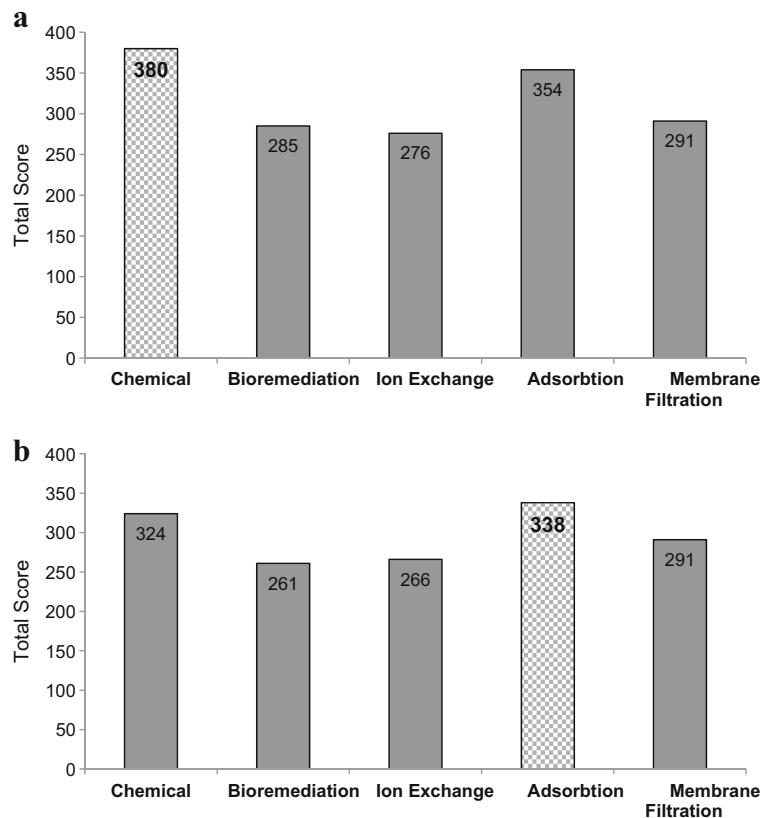 a
400
350
300
250
200
150
100
50
0
Total Score
380
285
276
354
291
Chemical
Bioremediation
Ion Exchange
Adsorbtion
Membrane
Filtration
b
400
350
300
250
200
150
100
50
0
Total Score
324
261
266
338
291
Chemical
Bioremediation
Ion Exchange
Adsorbtion
Membrane
Filtration